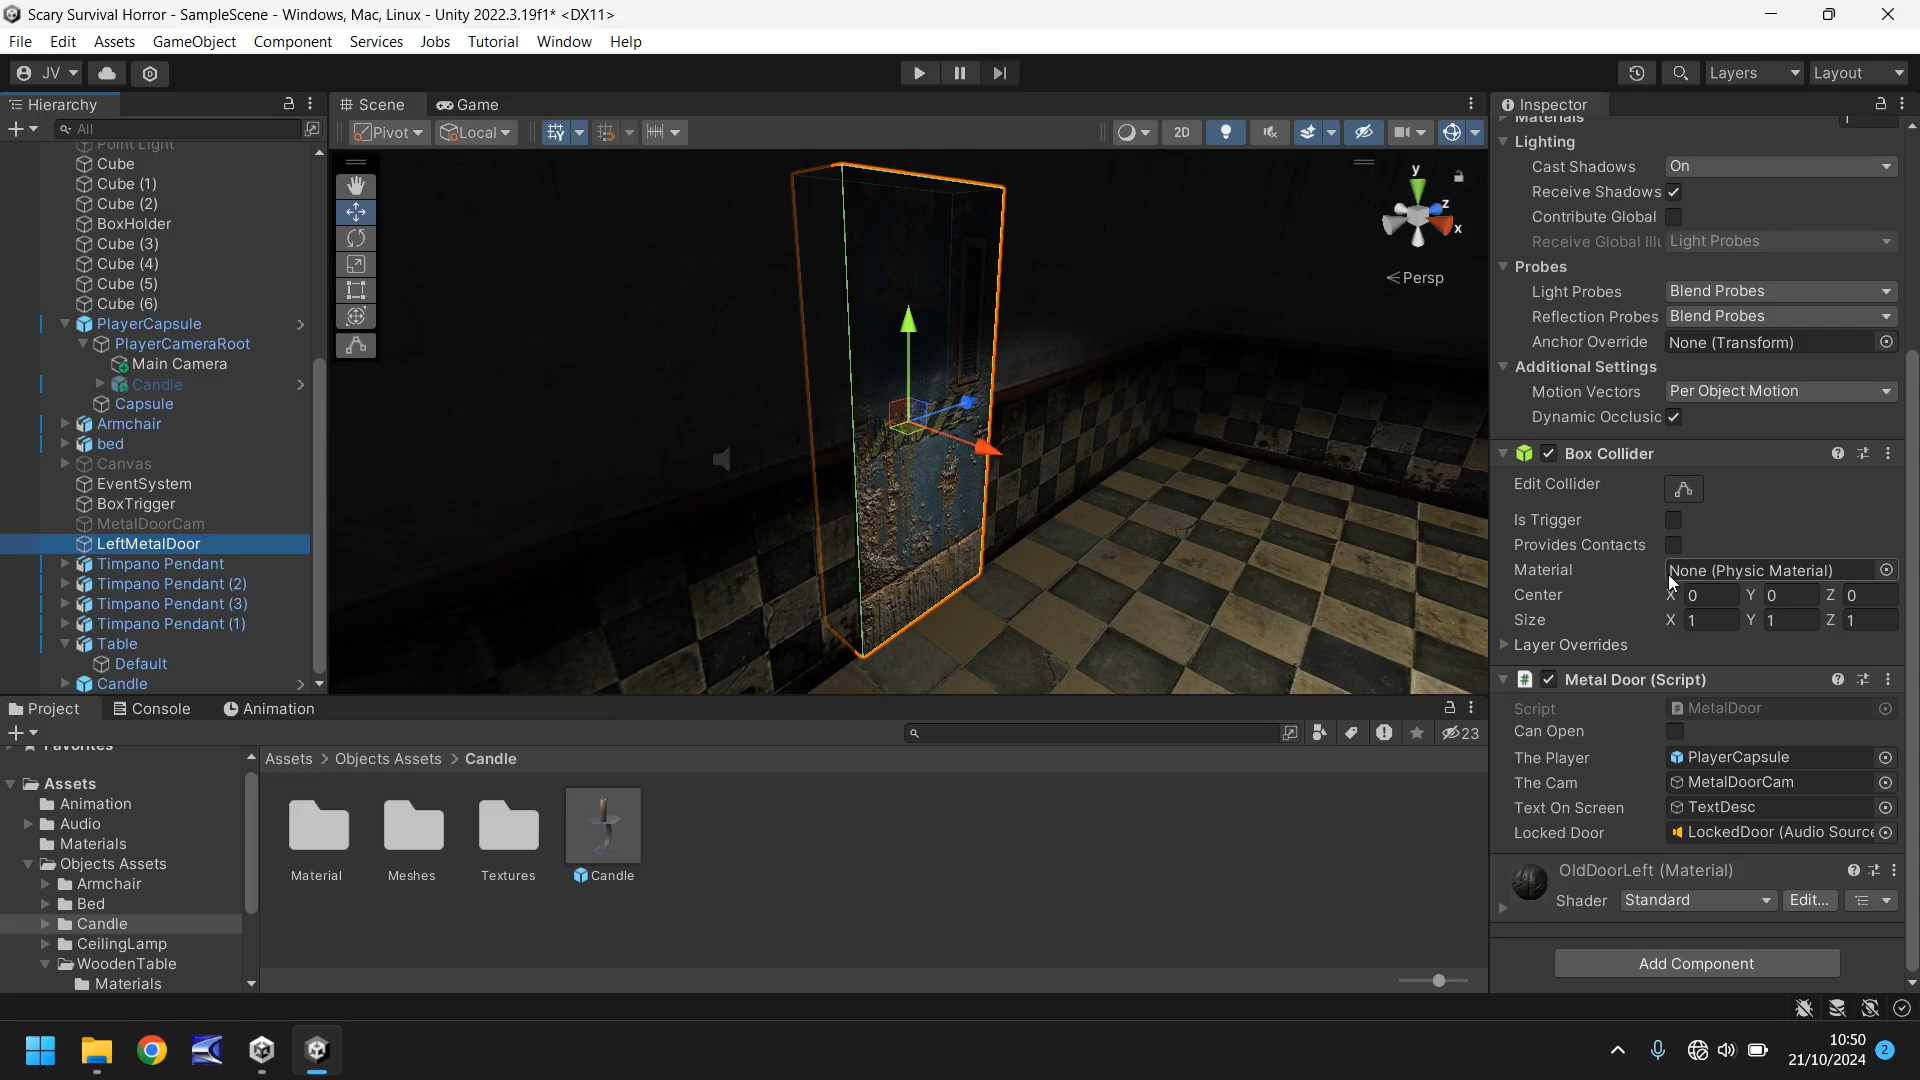 Scary Survival Horror - SampleScene - Windows, Mac, Linux - Unity 2022.3.19f1* <DX11>
File Edit Assets GameObject Component Services Jobs Tutorial Window Help
JV Layers Layout
Hierarchy
All
Point Light
Cube
Cube (1)
Cube (2)
BoxHolder
Cube (3)
Cube (4)
Cube (5)
Cube (6)
PlayerCapsule
PlayerCameraRoot
Main Camera
Candle
Capsule
Armchair
bed
Canvas
EventSystem
BoxTrigger
MetalDoorCam
LeftMetalDoor
Timpano Pendant
Timpano Pendant (2)
Timpano Pendant (3)
Timpano Pendant (1)
Table
Default
Candle
Scene Game
Pivot Local 2D
y
z
x
Persp
Inspector
Materials 1
Lighting
Cast Shadows On
Receive Shadows
Contribute Global
Receive Global Illu Light Probes
Probes
Light Probes Blend Probes
Reflection Probes Blend Probes
Anchor Override None (Transform)
Additional Settings
Motion Vectors Per Object Motion
Dynamic Occlusic
Box Collider
Edit Collider
Is Trigger
Provides Contacts
Material None (Physic Material)
Center X 0 Y 0 Z 0
Size X 1 Y 1 Z 1
Layer Overrides
Metal Door (Script)
Script MetalDoor
Can Open
The Player PlayerCapsule
The Cam MetalDoorCam
Text On Screen TextDesc
Locked Door LockedDoor (Audio Source
OldDoorLeft (Material)
Shader Standard Edit...
Add Component
Project Console Animation
23
Favorites
Assets
Animation
Audio
Materials
Objects Assets
Armchair
Bed
Candle
CeilingLamp
WoodenTable
Materials
Assets > Objects Assets > Candle
Material Meshes Textures Candle
10:50
21/10/2024
2